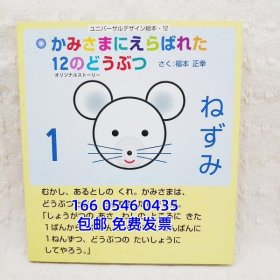 ユニバーサルデザイン絵本・12
かみさまにえらばれた
12のどうぶつ
オリジナルストーリー
さく:福本 正幸
ねずみ
1
むかし、あるとしの くれ。かみさまは、
どうぶつ
166 0546 0435
「しょうがつの あさ、わしの ところに きた
包邮,免费发票
1ばんから
ばんに
1ねんずつ、どうぶつの たいしょうに
してやろう。」